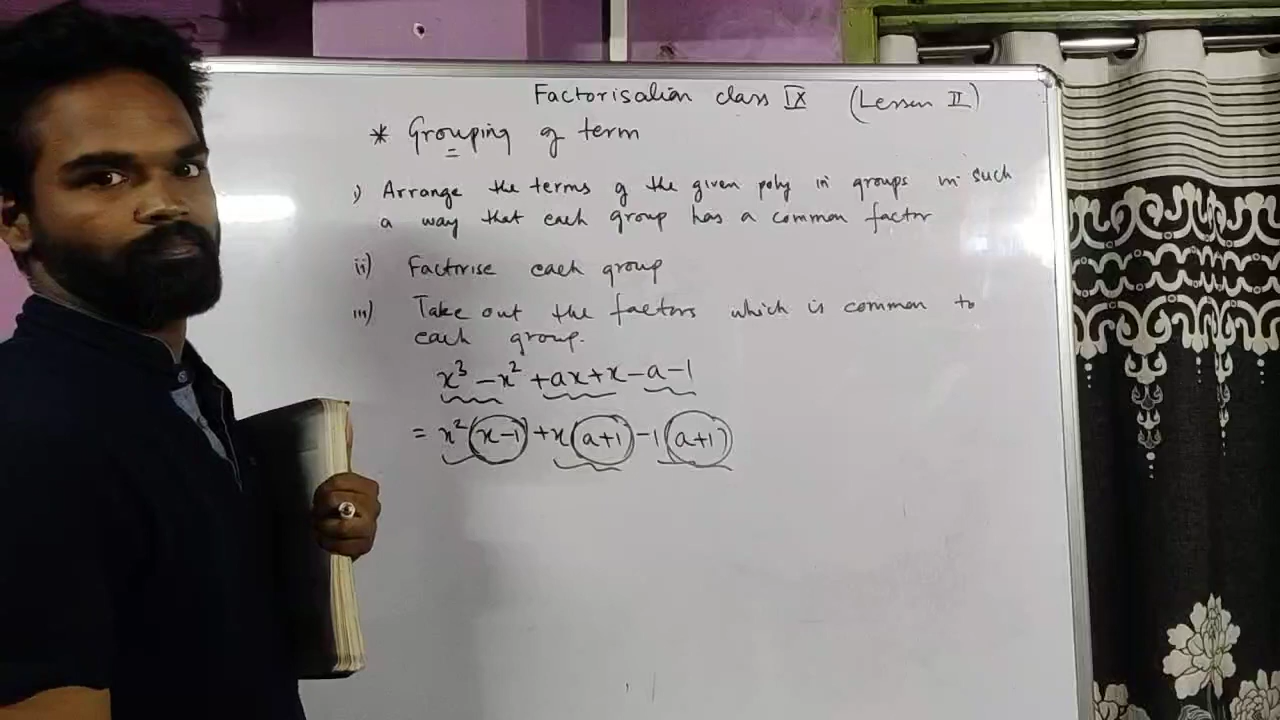 Factorisation class IX (Lesson II)
* Grouping of term
i) Arrange the terms of the given poly in groups in such
a way that each group has a common factor
ii) Factorise each group
iii) Take out the factors which is common to
each group.
x³ - x² + ax + x - a - 1
= x²(x-1) + x(a+1) - 1(a+1)